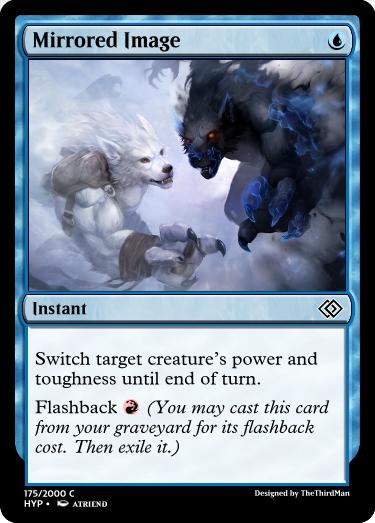 Mirrored Image
Instant
Switch target creature's power and
toughness until end of turn.
Flashback (You may cast this card
from your graveyard for its flashback
cost. Then exile it.)
175/2000 C
Designed by TheThirdMan
HYP • ATRIEND